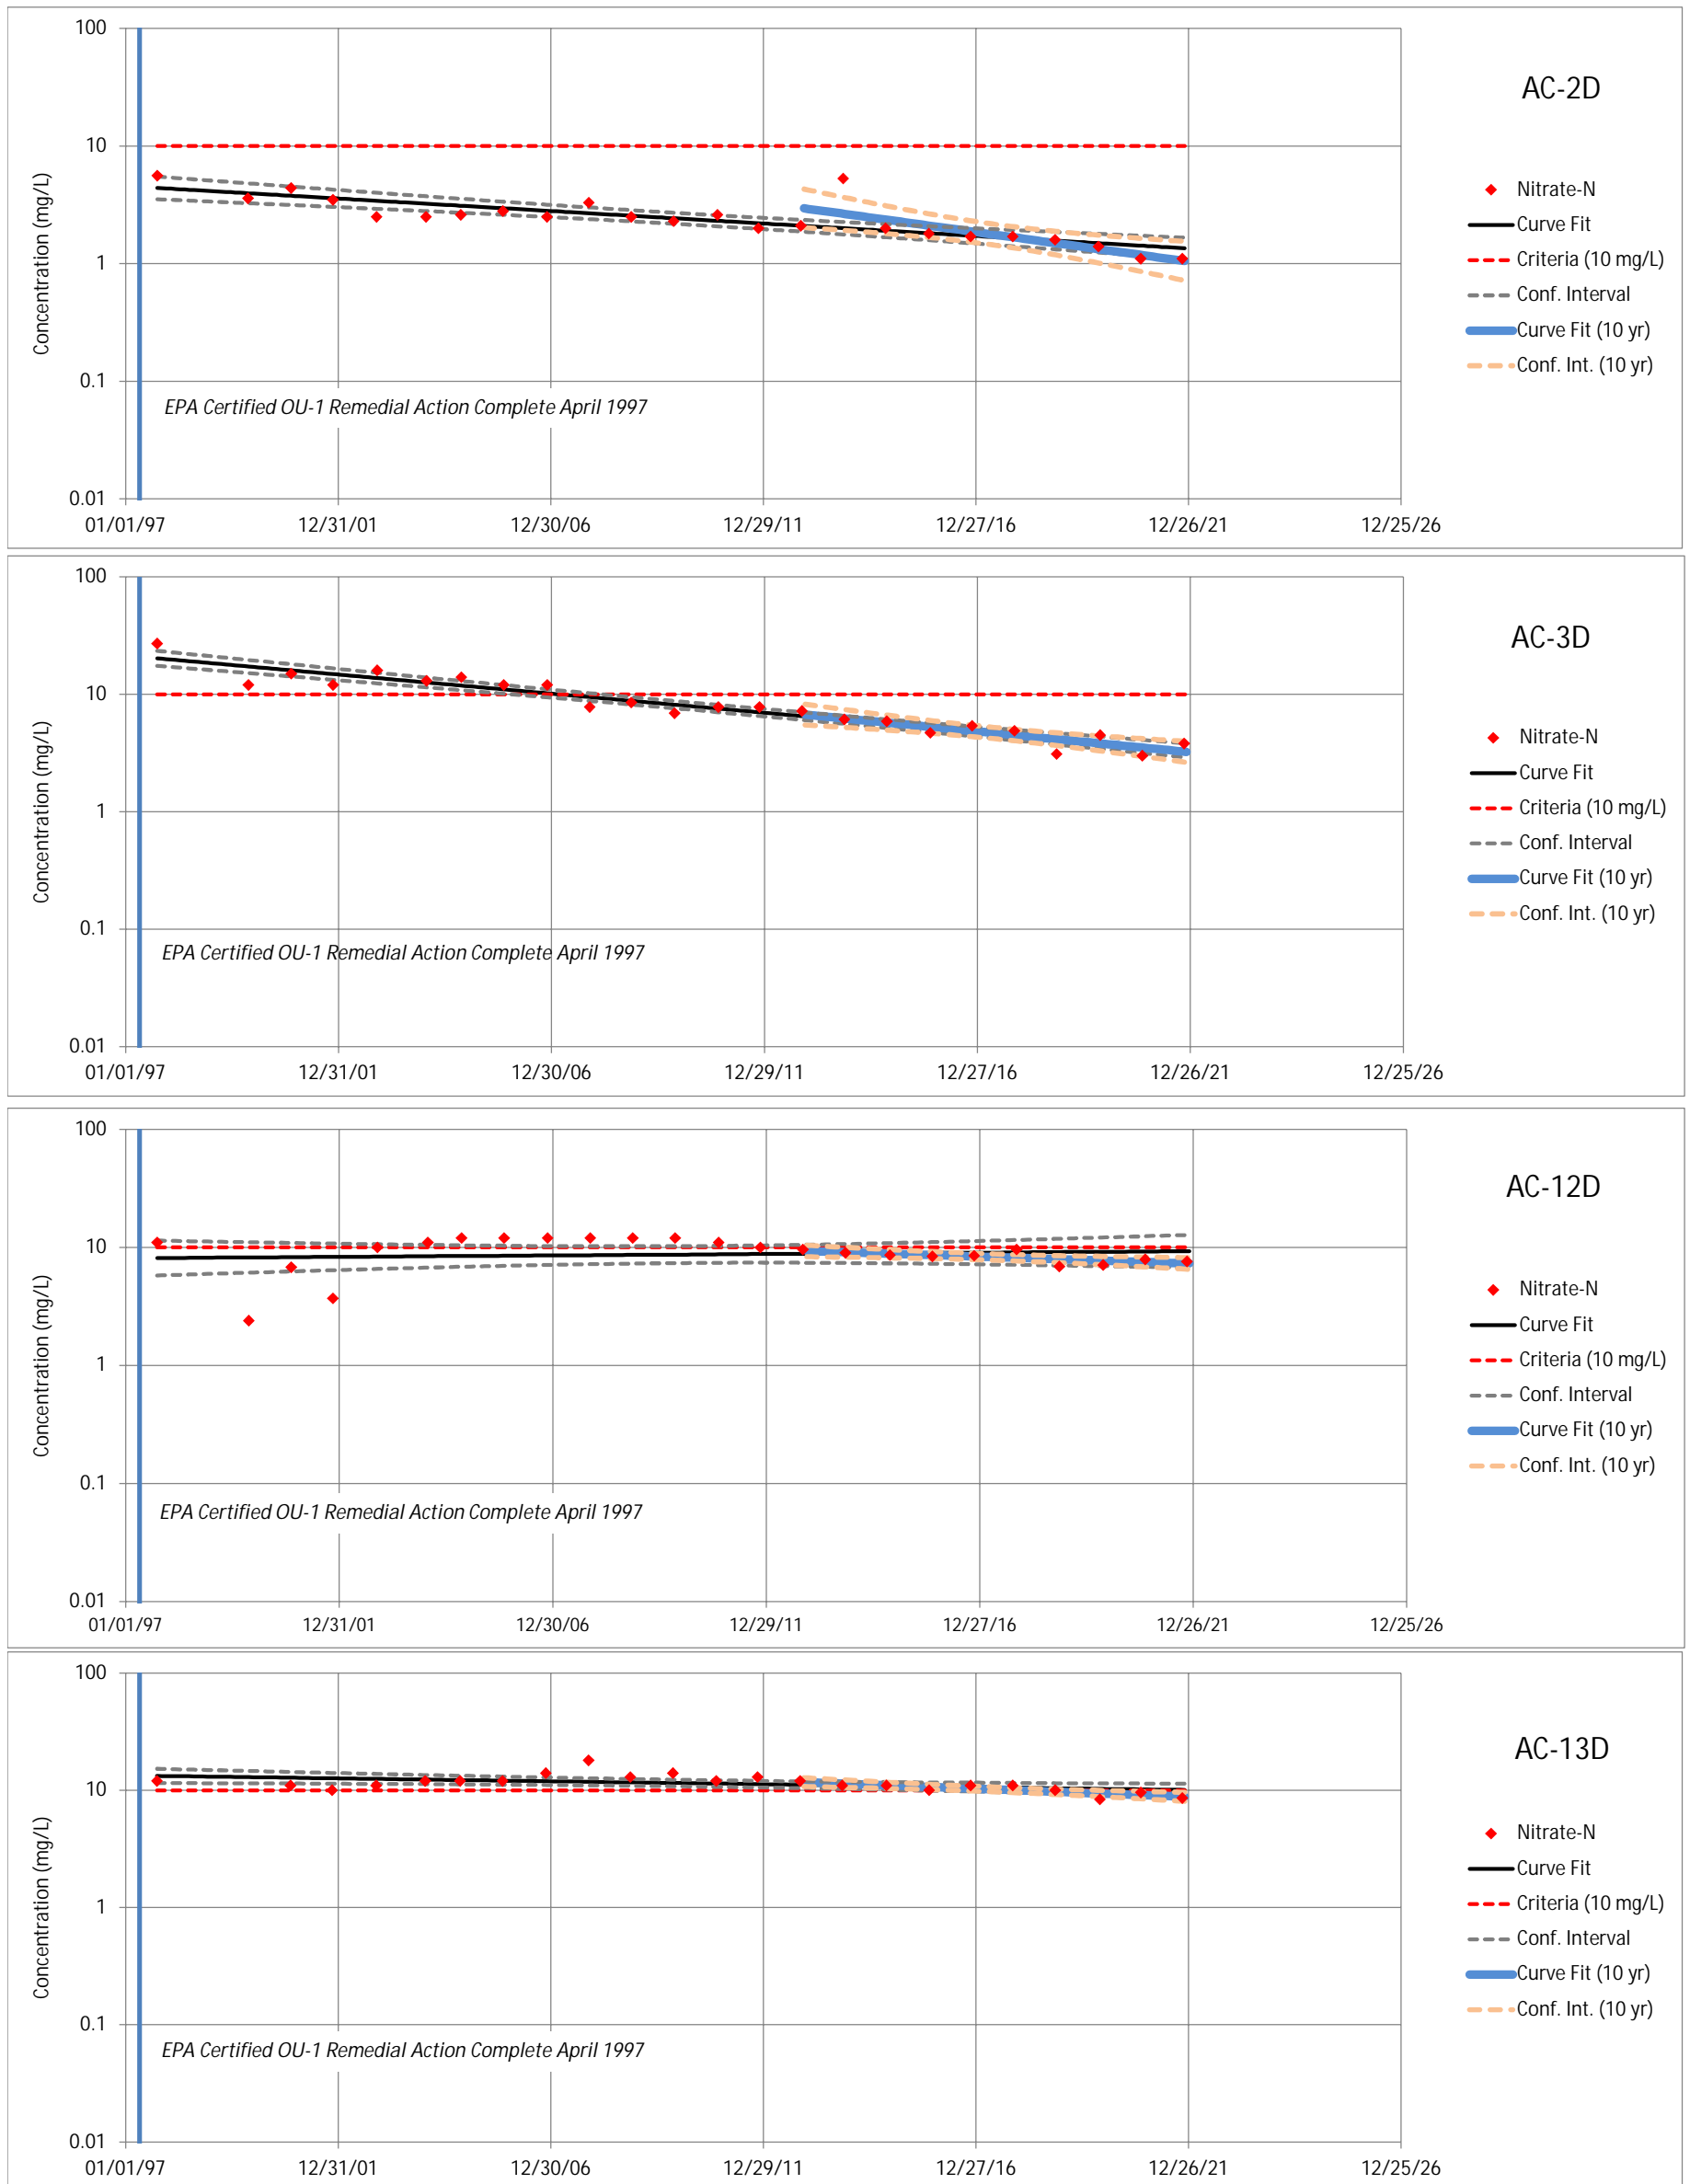 100
10
1
0.1
0.01
Concentration (mg/L)
01/01/97 12/31/01 12/30/06 12/29/11 12/27/16 12/26/21 12/25/26
EPA Certified OU-1 Remedial Action Complete April 1997
AC-2D
Nitrate-N
Curve Fit
Criteria (10 mg/L)
Conf. Interval
Curve Fit (10 yr)
Conf. Int. (10 yr)
100
10
1
0.1
0.01
Concentration (mg/L)
01/01/97 12/31/01 12/30/06 12/29/11 12/27/16 12/26/21 12/25/26
EPA Certified OU-1 Remedial Action Complete April 1997
AC-3D
Nitrate-N
Curve Fit
Criteria (10 mg/L)
Conf. Interval
Curve Fit (10 yr)
Conf. Int. (10 yr)
100
10
1
0.1
0.01
Concentration (mg/L)
01/01/97 12/31/01 12/30/06 12/29/11 12/27/16 12/26/21 12/25/26
EPA Certified OU-1 Remedial Action Complete April 1997
AC-12D
Nitrate-N
Curve Fit
Criteria (10 mg/L)
Conf. Interval
Curve Fit (10 yr)
Conf. Int. (10 yr)
100
10
1
0.1
0.01
Concentration (mg/L)
01/01/97 12/31/01 12/30/06 12/29/11 12/27/16 12/26/21 12/25/26
EPA Certified OU-1 Remedial Action Complete April 1997
AC-13D
Nitrate-N
Curve Fit
Criteria (10 mg/L)
Conf. Interval
Curve Fit (10 yr)
Conf. Int. (10 yr)